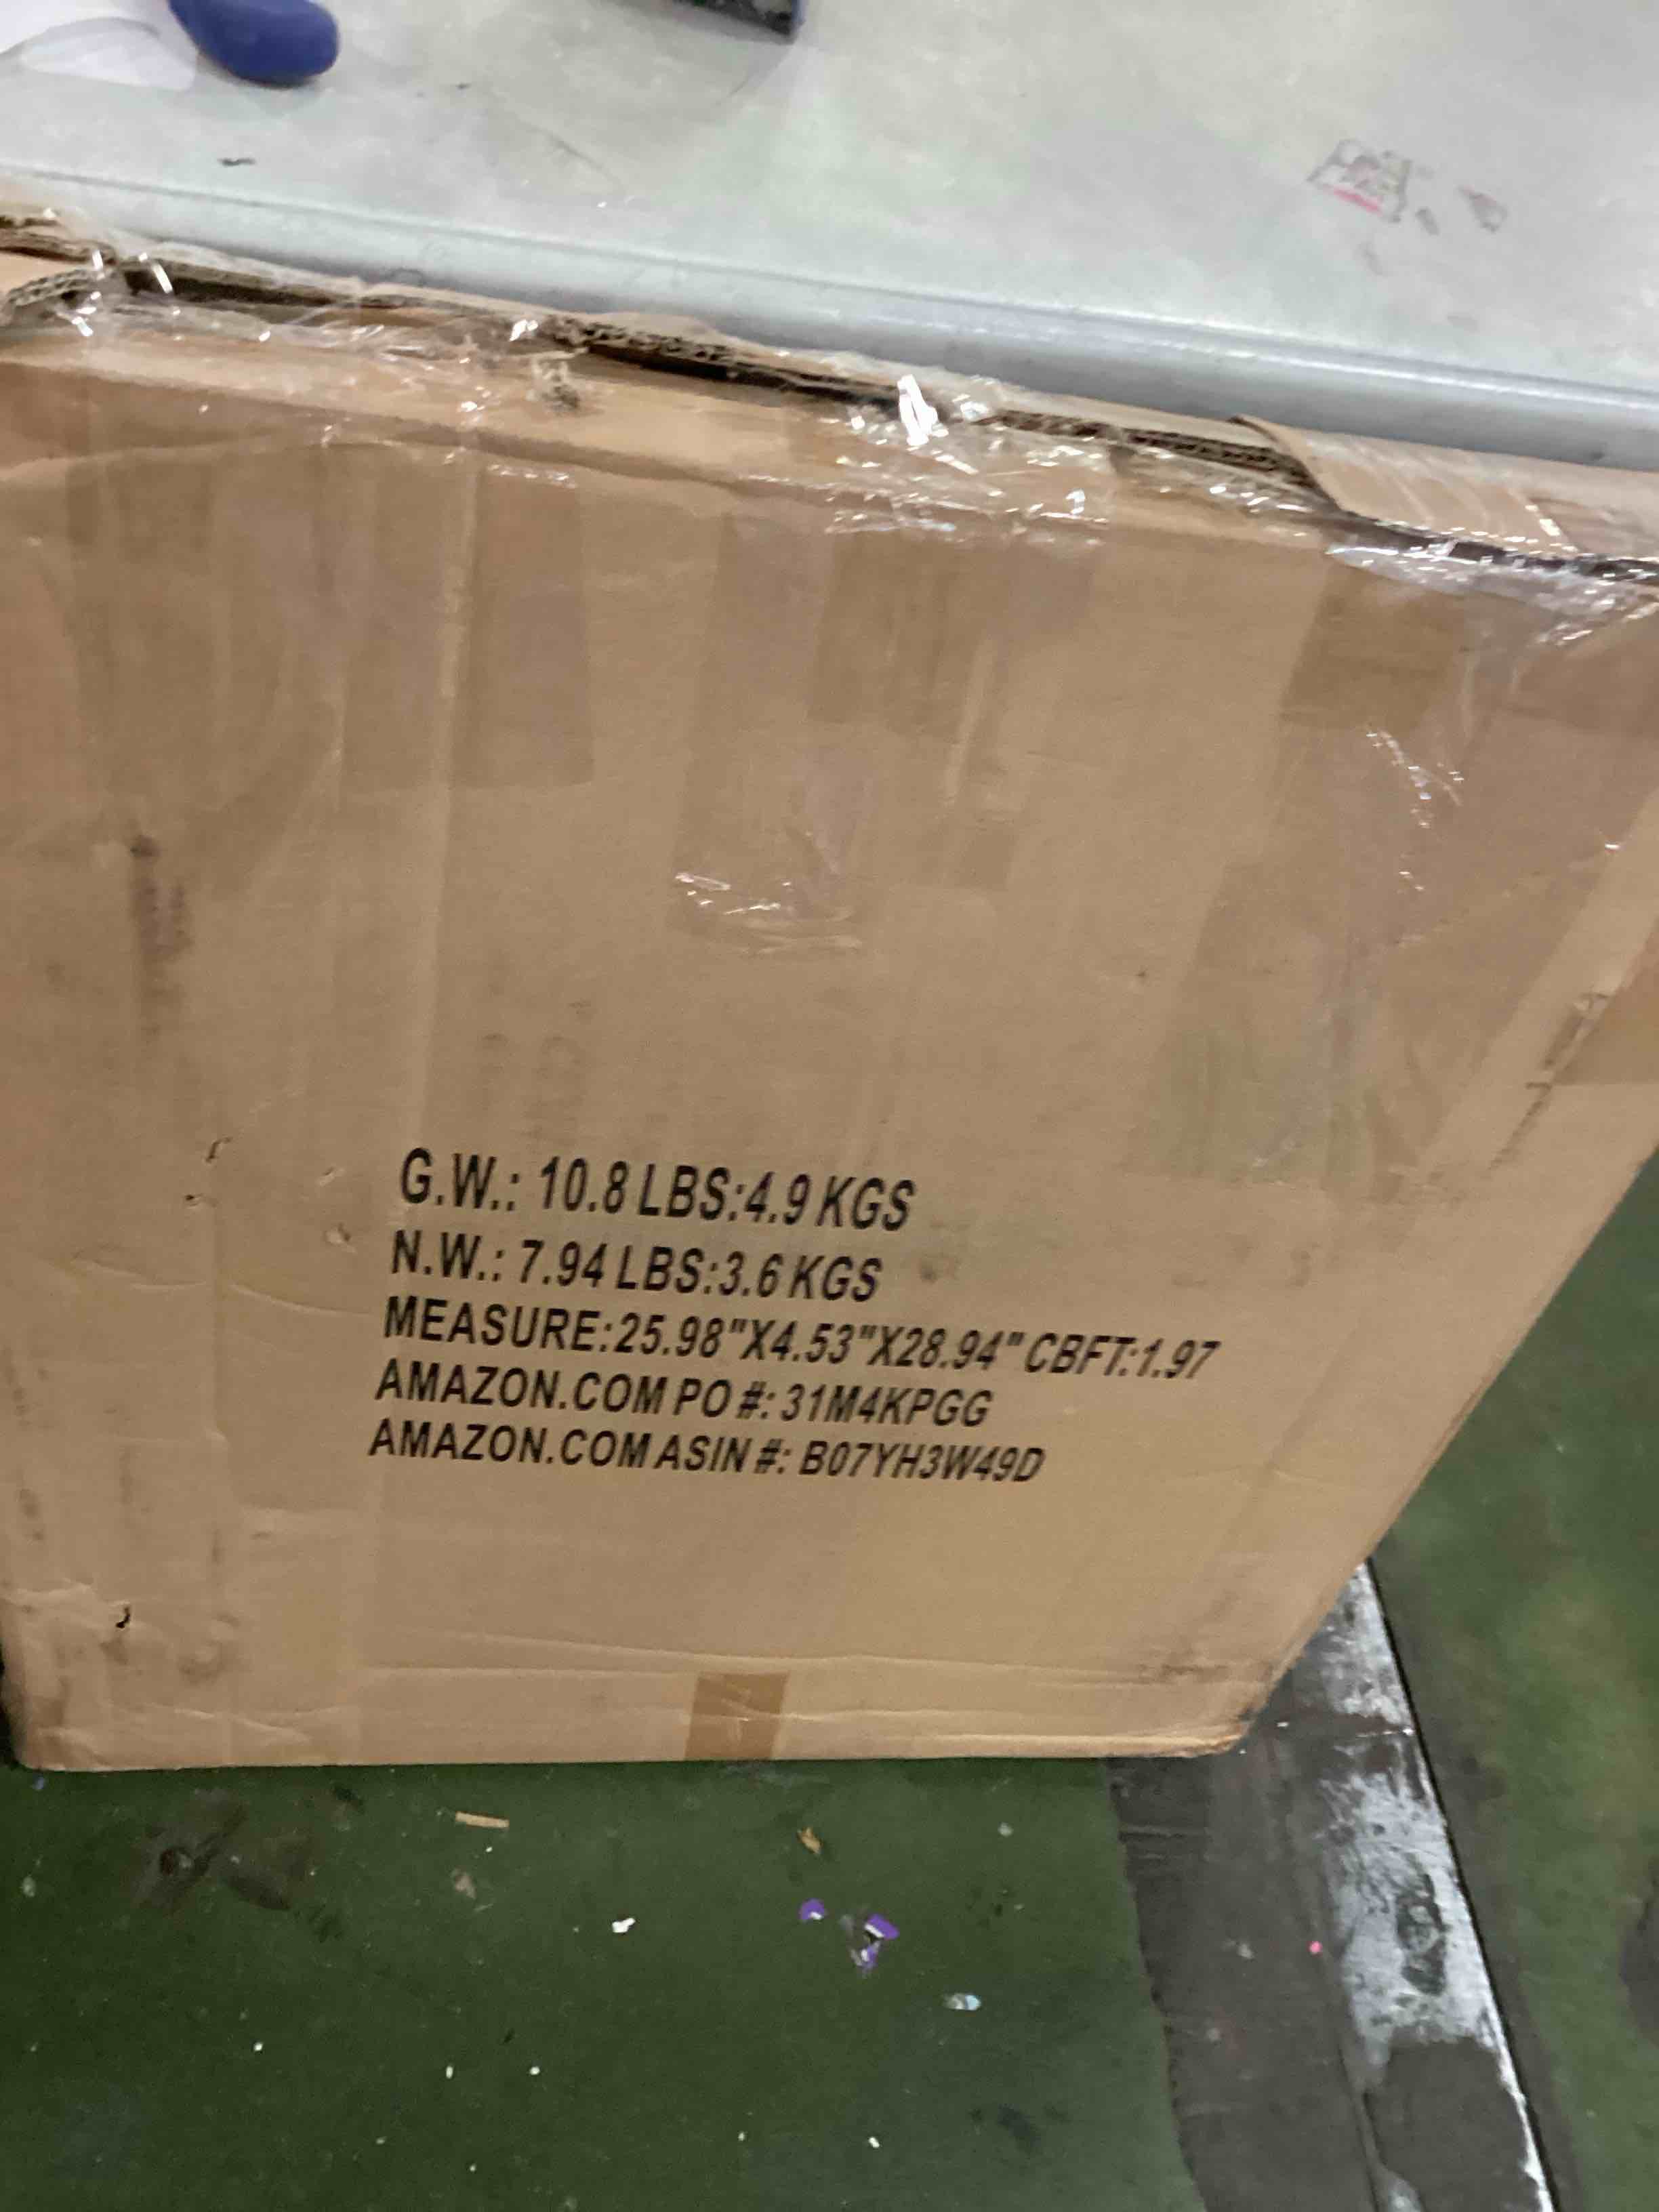 G.W.: 10.8 LBS:4.9 KGS
N.W.: 7.94 LBS:3.6 KGS
MEASURE:25.98"X4.53"X28.94" CBFT:1.97
AMAZON.COM PO #: 31M4KPGG
AMAZON.COM ASIN #: B07YH3W49D